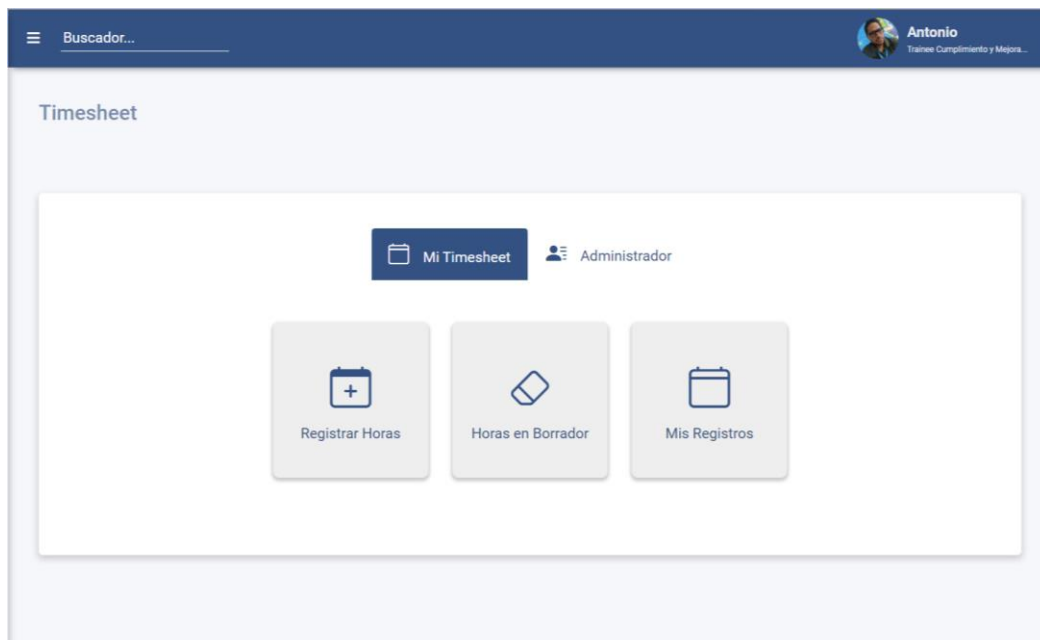 Buscador...
Antonio
Trainee Cumplimiento y Mejora...
Timesheet
Mi Timesheet
Administrador
Registrar Horas
Horas en Borrador
Mis Registros